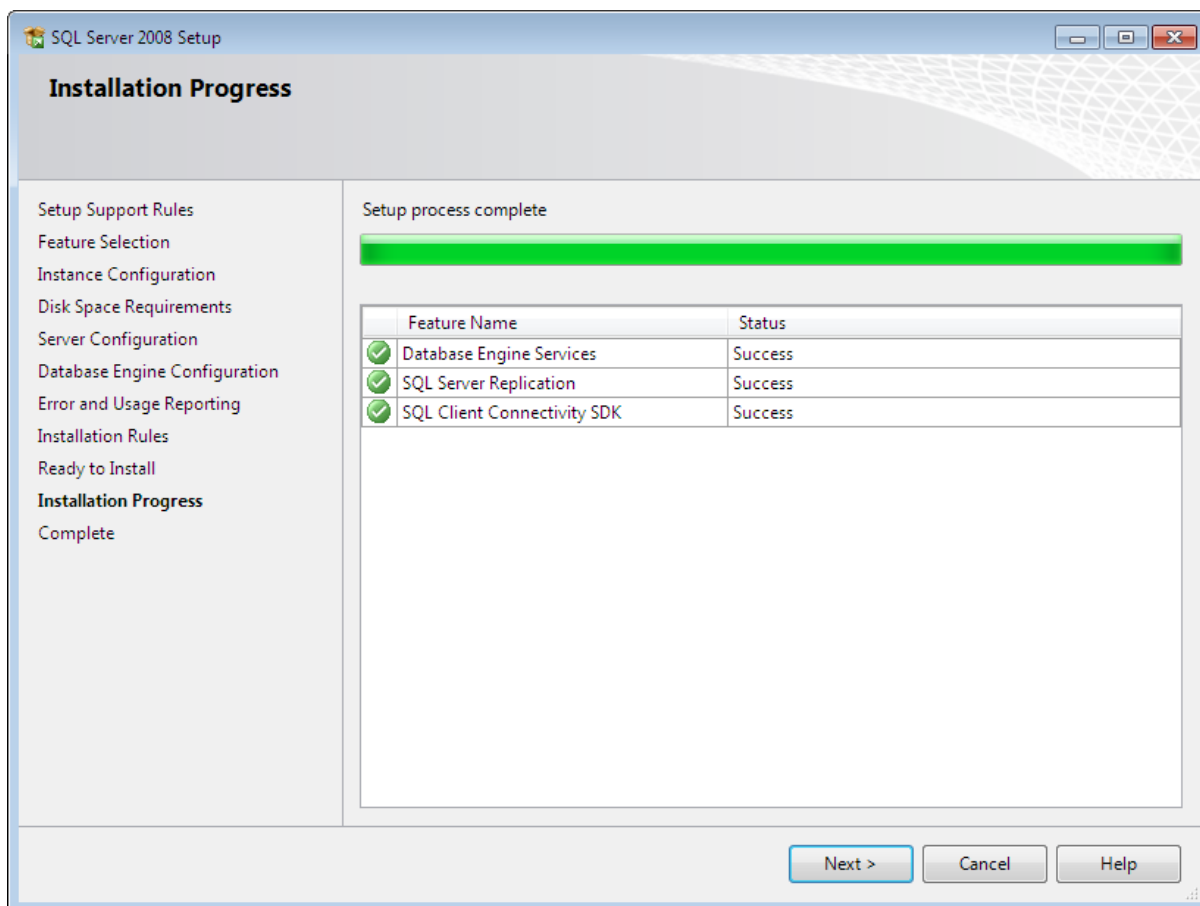 SQL Server 2008 Setup
Installation Progress
Setup Support Rules
Feature Selection
Instance Configuration
Disk Space Requirements
Server Configuration
Database Engine Configuration
Error and Usage Reporting
Installation Rules
Ready to Install
Installation Progress
Complete
Setup process complete
Feature Name Status
Database Engine Services Success
SQL Server Replication Success
SQL Client Connectivity SDK Success
Next > Cancel Help